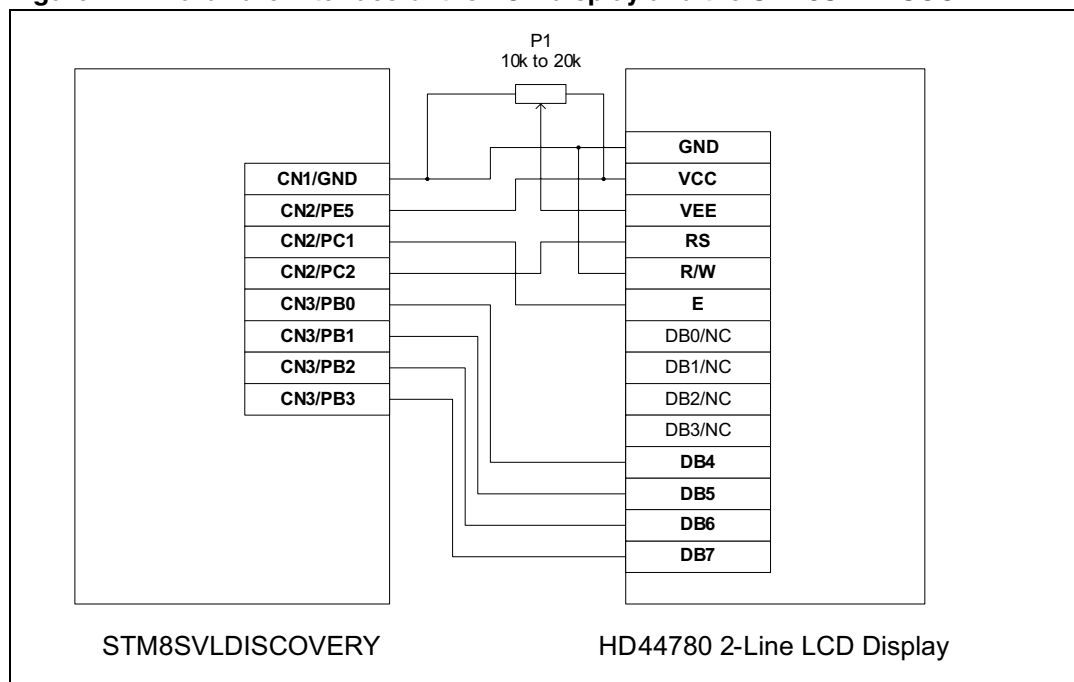 P1
10k to 20k
CN1/GND
CN2/PE5
CN2/PC1
CN2/PC2
CN3/PB0
CN3/PB1
CN3/PB2
CN3/PB3
GND
VCC
VEE
RS
R/W
E
DB0/NC
DB1/NC
DB2/NC
DB3/NC
DB4
DB5
DB6
DB7
STM8SVLDISCOVERY
HD44780 2-Line LCD Display